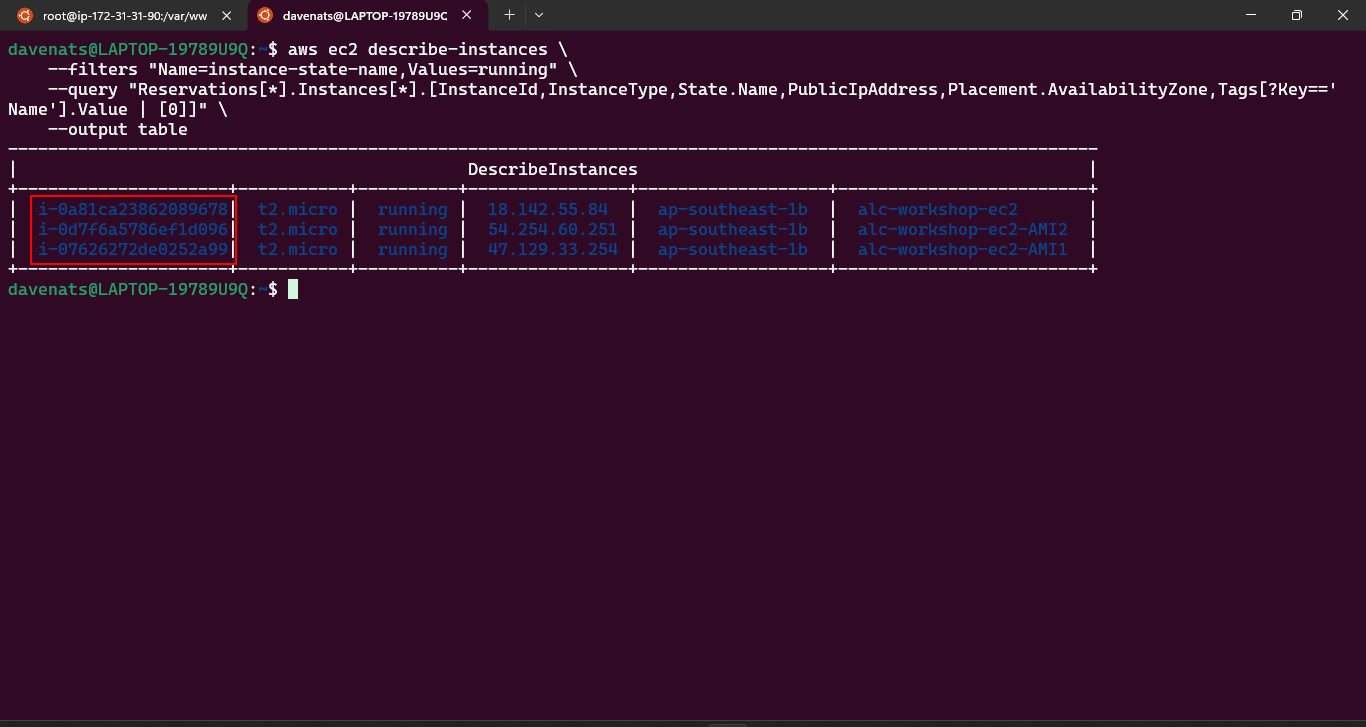 root@ip-172-31-31-90:/var/ww
davenats@LAPTOP-19789U9C
davenats@LAPTOP-19789U9Q:~$ aws ec2 describe-instances \
--filters "Name=instance-state-name,Values=running" \
--query "Reservations[*].Instances[*].[InstanceId,InstanceType,State.Name,PublicIpAddress,Placement.AvailabilityZone,Tags[?Key=='
Name'].Value | [0]]" \
--output table
DescribeInstances
| i-0a81ca23862089678| t2.micro | running | 18.142.55.84 | ap-southeast-1b | alc-workshop-ec2 |
| i-0d7f6a5786ef1d096| t2.micro | running | 54.254.60.251 | ap-southeast-1b | alc-workshop-ec2-AMI2 |
| i-07626272de0252a99| t2.micro | running | 47.129.33.254 | ap-southeast-1b | alc-workshop-ec2-AMI1 |
davenats@LAPTOP-19789U9Q:~$